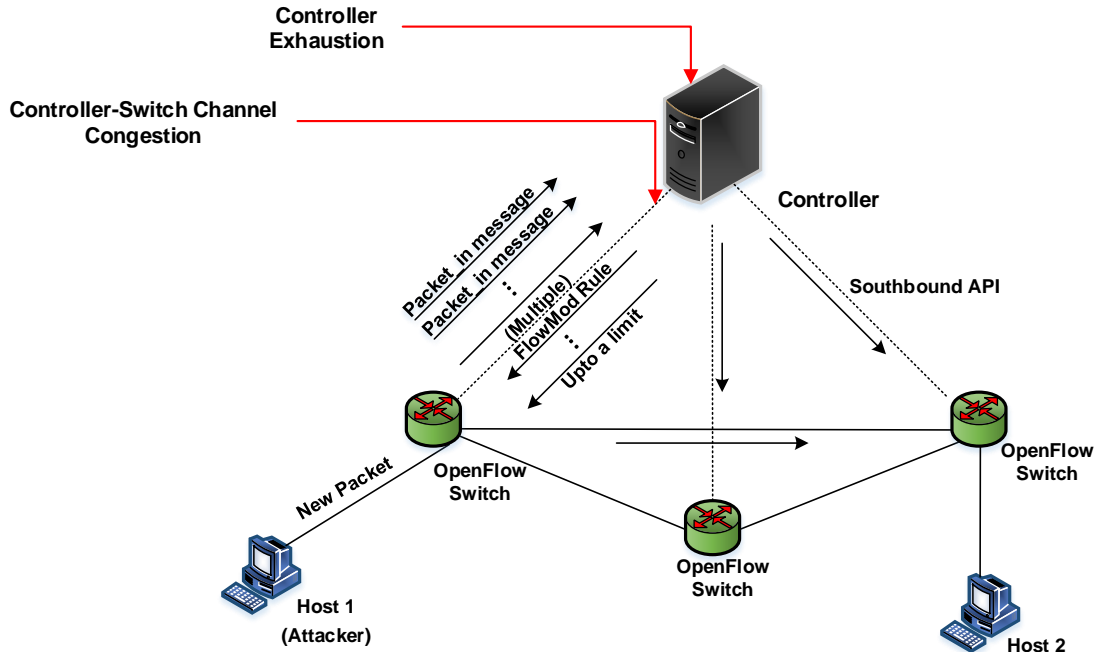 Controller
Exhaustion
Controller-Switch Channel
Congestion
Controller
Packet_in message
Packet_in message
...
(Multiple)
FlowMod Rule
...
Upto a limit
Southbound API
New Packet
OpenFlow
Switch
OpenFlow
Switch
OpenFlow
Switch
Host 1
(Attacker)
Host 2